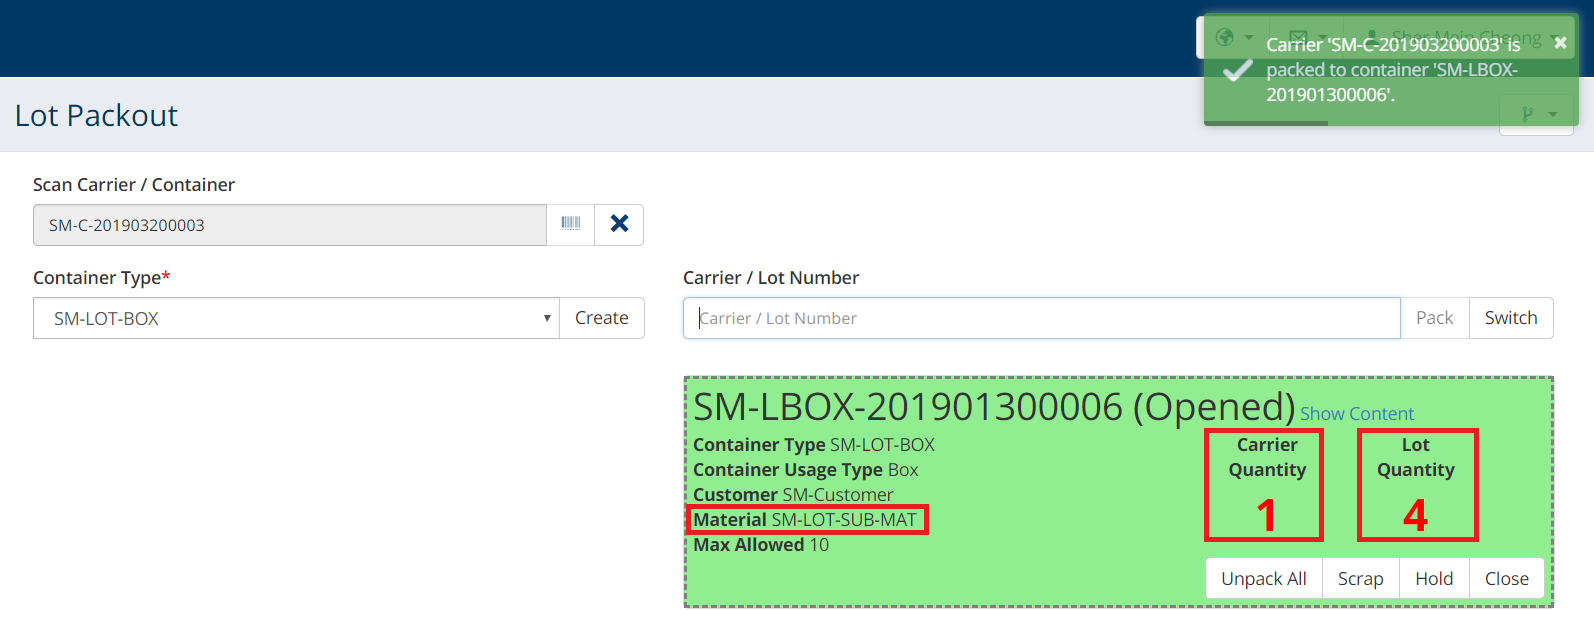 Sher Mein Cheong
Carrier 'SM-C-201903200003' is
packed to container 'SM-LBOX-
201901300006'.
Lot Packout
Scan Carrier / Container
SM-C-201903200003
Container Type*
SM-LOT-BOX
Create
Carrier / Lot Number
Carrier / Lot Number
Pack
Switch
SM-LBOX-201901300006 (Opened) Show Content
Container Type SM-LOT-BOX
Container Usage Type Box
Customer SM-Customer
Material SM-LOT-SUB-MAT
Max Allowed 10
Carrier
Quantity
1
Lot
Quantity
4
Unpack All
Scrap
Hold
Close